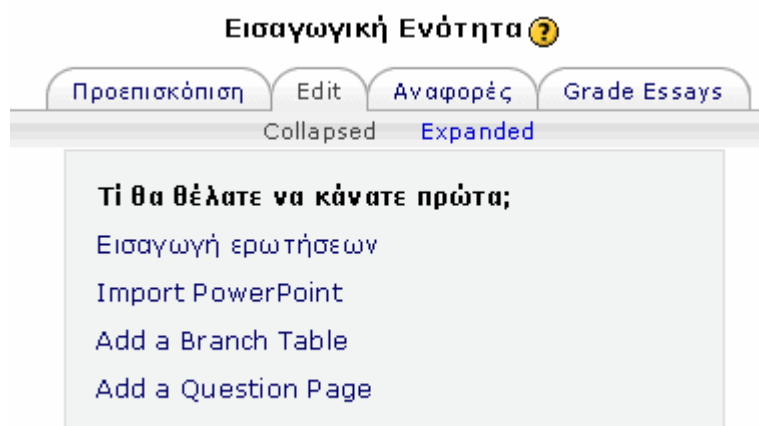 Εισαγωγική Ενότητα ?
Προεπισκόπιση Edit Αναφορές Grade Essays
Collapsed Expanded
Τί θα θέλατε να κάνατε πρώτα;
Εισαγωγή ερωτήσεων
Import PowerPoint
Add a Branch Table
Add a Question Page